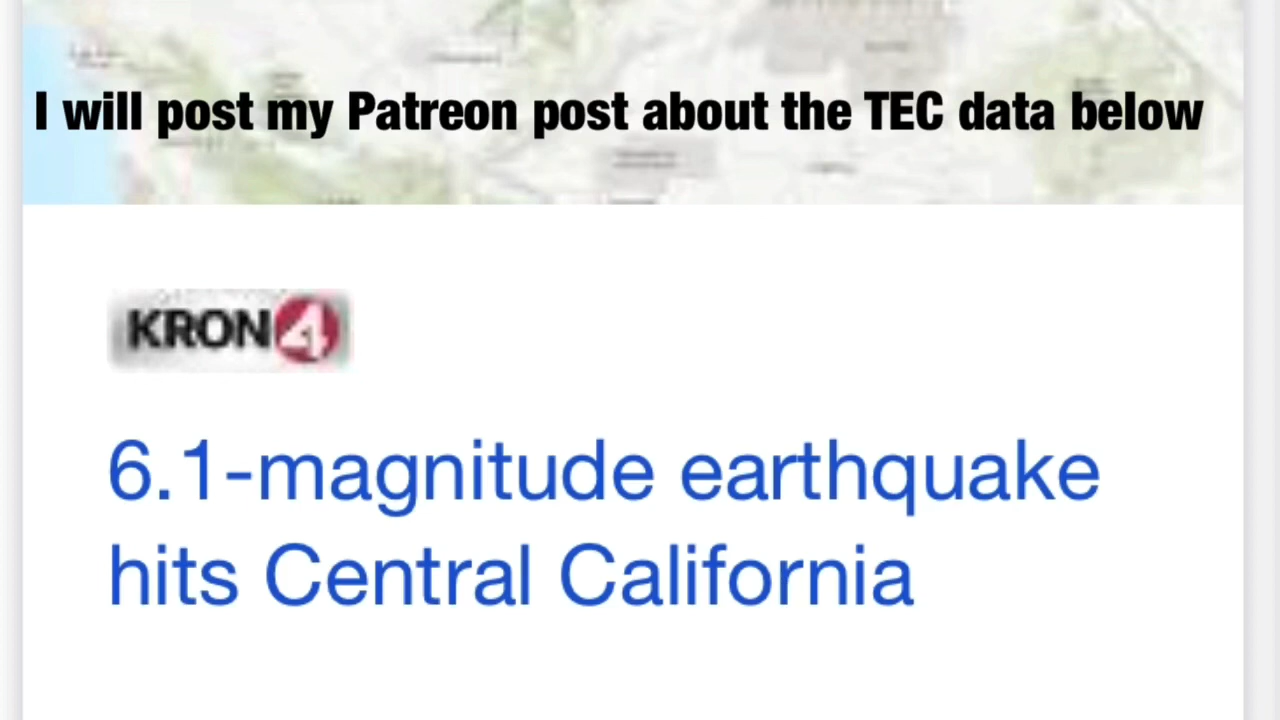 I will post my Patreon post about the TEC data below
KRON4
6.1-magnitude earthquake
hits Central California